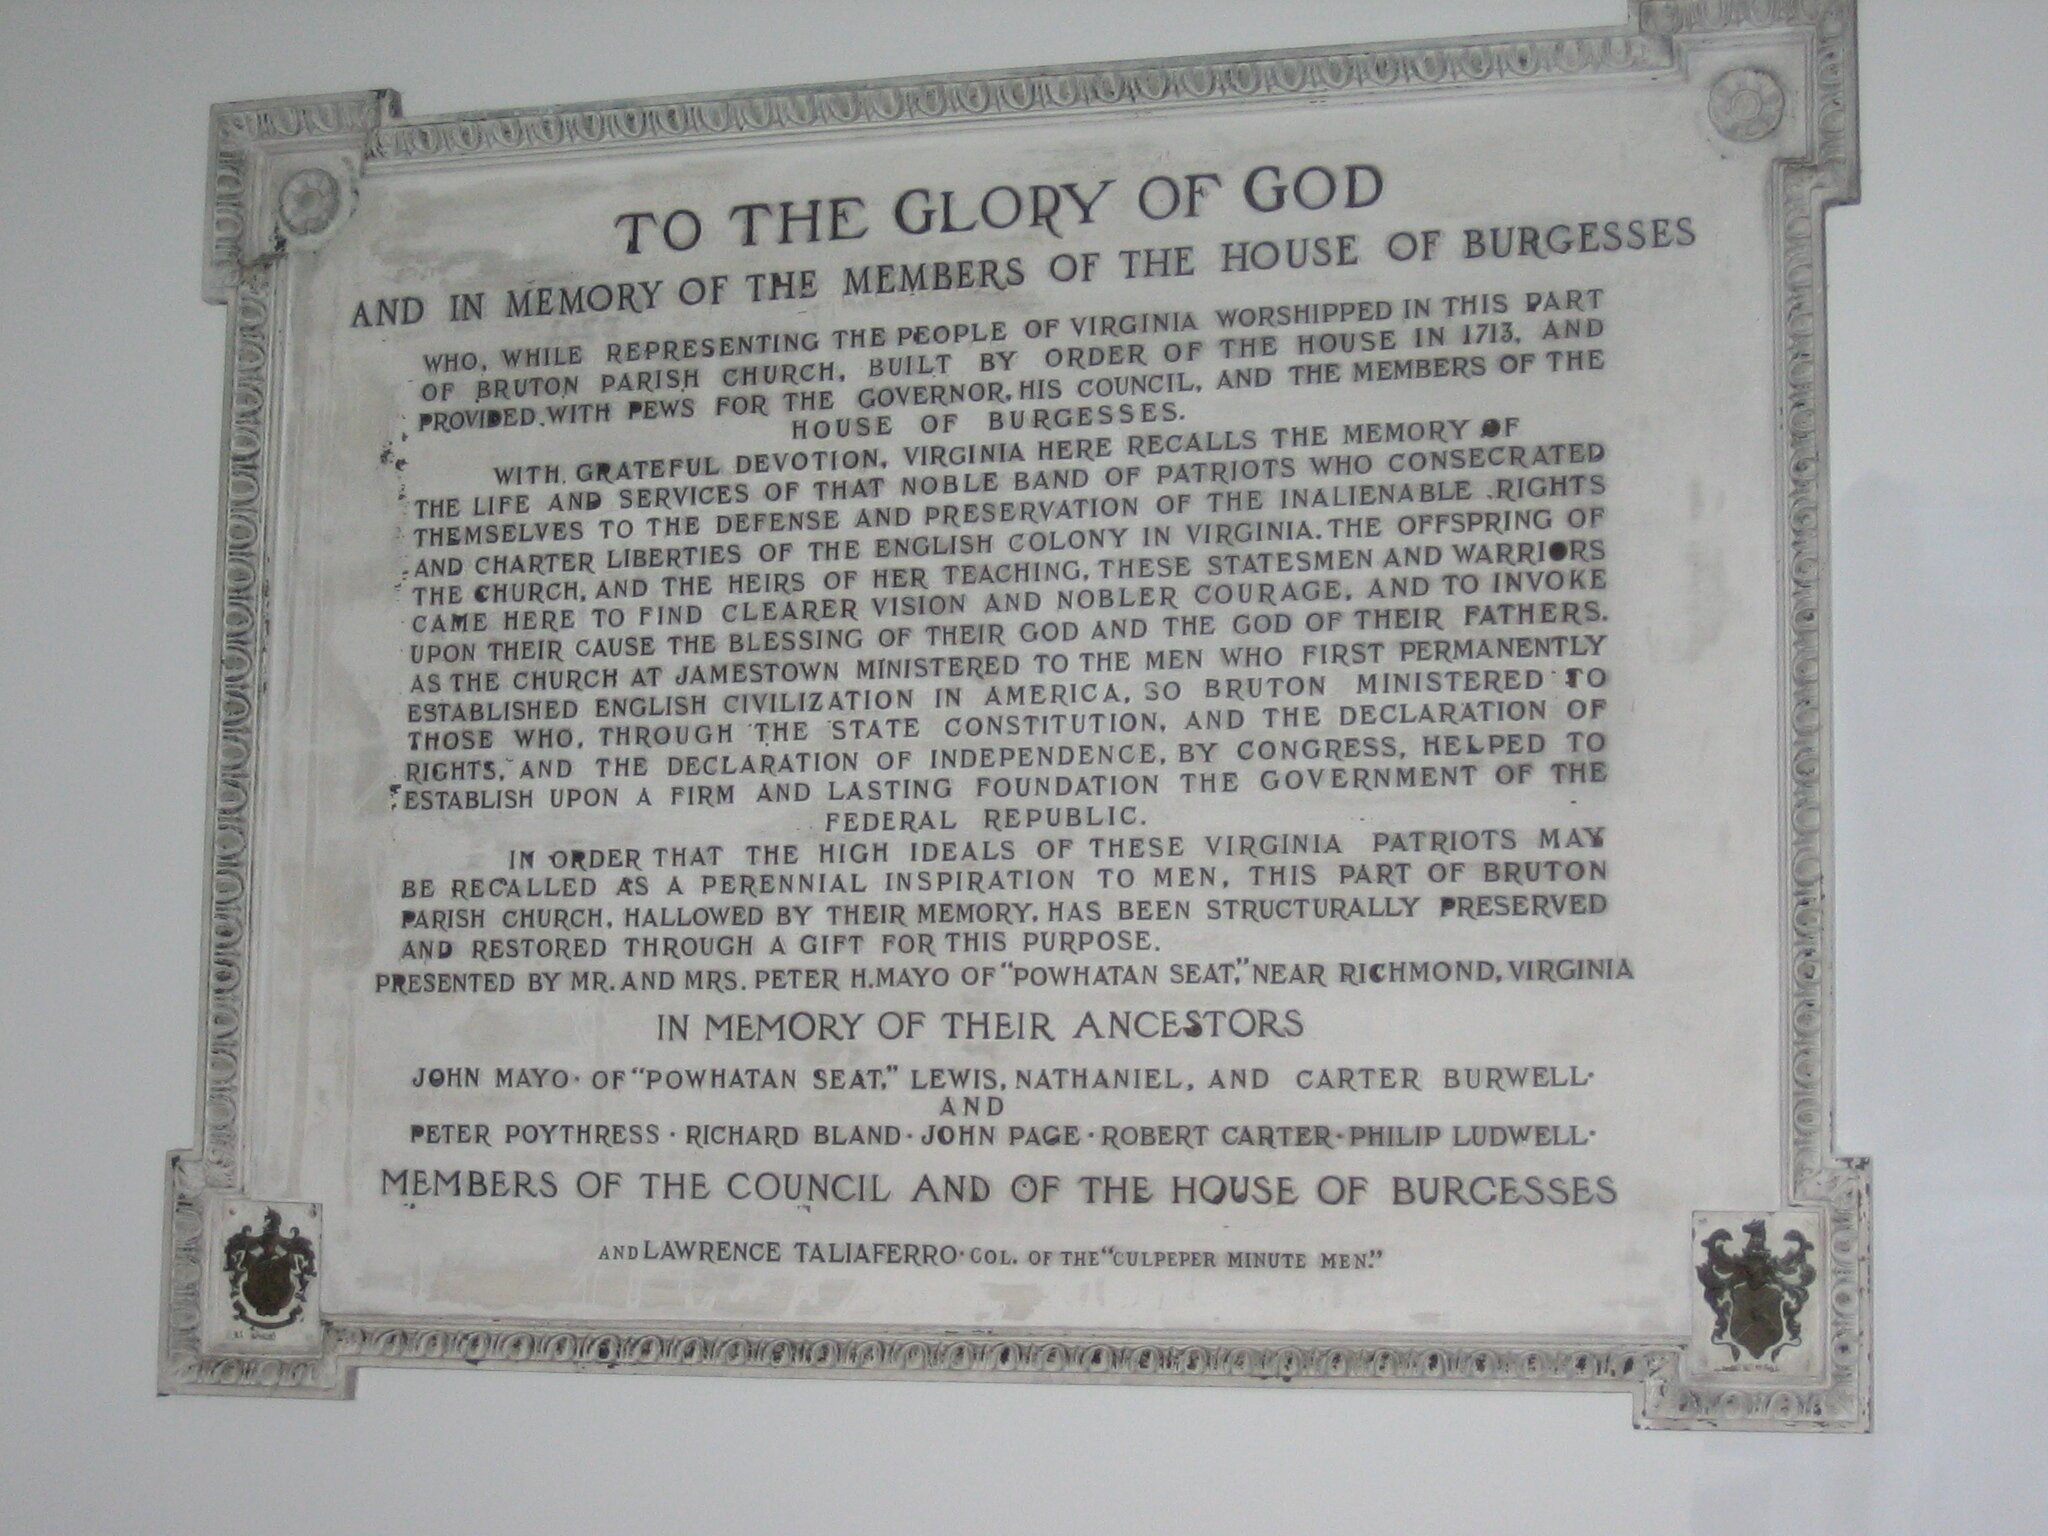 TO THE GLORY OF GOD
AND IN MEMORY OF THE MEMBERS OF THE HOUSE OF BURGESSES
WHO, WHILE REPRESENTING THE PEOPLE OF VIRGINIA WORSHIPPED IN THIS PART
OF BRUTON PARISH CHURCH, BUILT BY ORDER OF THE HOUSE IN 1713, AND
PROVIDED WITH PEWS FOR THE GOVERNOR, HIS COUNCIL, AND THE MEMBERS OF THE
HOUSE OF BURGESSES.
WITH GRATEFUL DEVOTION, VIRGINIA HERE RECALLS THE MEMORY OF
THE LIFE AND SERVICES OF THAT NOBLE BAND OF PATRIOTS WHO CONSECRATED
THEMSELVES TO THE DEFENSE AND PRESERVATION OF THE INALIENABLE RIGHTS
AND CHARTER LIBERTIES OF THE ENGLISH COLONY IN VIRGINIA. THE OFFSPRING OF
THE CHURCH, AND THE HEIRS OF HER TEACHING, THESE STATESMEN AND WARRIORS
CAME HERE TO FIND CLEARER VISION AND NOBLER COURAGE, AND TO INVOKE
UPON THEIR CAUSE THE BLESSING OF THEIR GOD AND THE GOD OF THEIR FATHERS.
AS THE CHURCH AT JAMESTOWN MINISTERED TO THE MEN WHO FIRST PERMANENTLY
ESTABLISHED ENGLISH CIVILIZATION IN AMERICA, SO BRUTON MINISTERED TO
THOSE WHO, THROUGH THE STATE CONSTITUTION, AND THE DECLARATION OF
RIGHTS, AND THE DECLARATION OF INDEPENDENCE, BY CONGRESS, HELPED TO
ESTABLISH UPON A FIRM AND LASTING FOUNDATION THE GOVERNMENT OF THE
FEDERAL REPUBLIC.
IN ORDER THAT THE HIGH IDEALS OF THESE VIRGINIA PATRIOTS MAY
BE RECALLED AS A PERENNIAL INSPIRATION TO MEN, THIS PART OF BRUTON
PARISH CHURCH, HALLOWED BY THEIR MEMORY, HAS BEEN STRUCTURALLY PRESERVED
AND RESTORED THROUGH A GIFT FOR THIS PURPOSE.
PRESENTED BY MR. AND MRS. PETER H. MAYO OF "POWHATAN SEAT," NEAR RICHMOND, VIRGINIA
IN MEMORY OF THEIR ANCESTORS
JOHN MAYO · OF "POWHATAN SEAT," LEWIS, NATHANIEL, AND CARTER BURWELL ·
AND
PETER POYTHRESS · RICHARD BLAND · JOHN PAGE · ROBERT CARTER · PHILIP LUDWELL ·
MEMBERS OF THE COUNCIL AND OF THE HOUSE OF BURGESSES
AND LAWRENCE TALIAFERRO · COL. OF THE "CULPEPER MINUTE MEN."